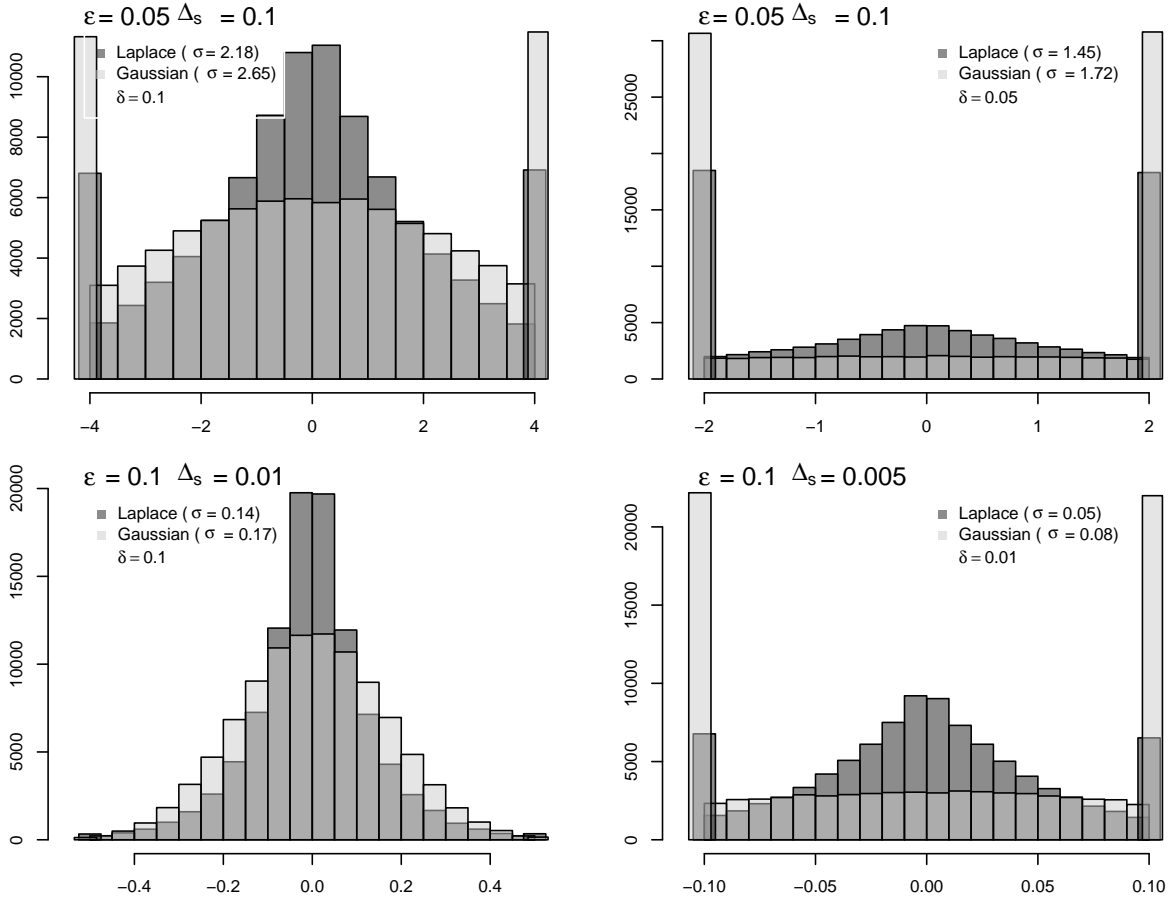 ε = 0.05 Δs = 0.1
Laplace ( σ = 2.18)
Gaussian ( σ = 2.65)
δ = 0.1
0 2000 4000 6000 8000 10000
−4 −2 0 2 4
ε = 0.05 Δs = 0.1
Laplace ( σ = 1.45)
Gaussian ( σ = 1.72)
δ = 0.05
0 5000 15000 25000
−2 −1 0 1 2
ε = 0.1 Δs = 0.01
Laplace ( σ = 0.14)
Gaussian ( σ = 0.17)
δ = 0.1
0 5000 10000 15000 20000
−0.4 −0.2 0.0 0.2 0.4
ε = 0.1 Δs = 0.005
Laplace ( σ = 0.05)
Gaussian ( σ = 0.08)
δ = 0.01
0 5000 10000 15000 20000
−0.10 −0.05 0.00 0.05 0.10